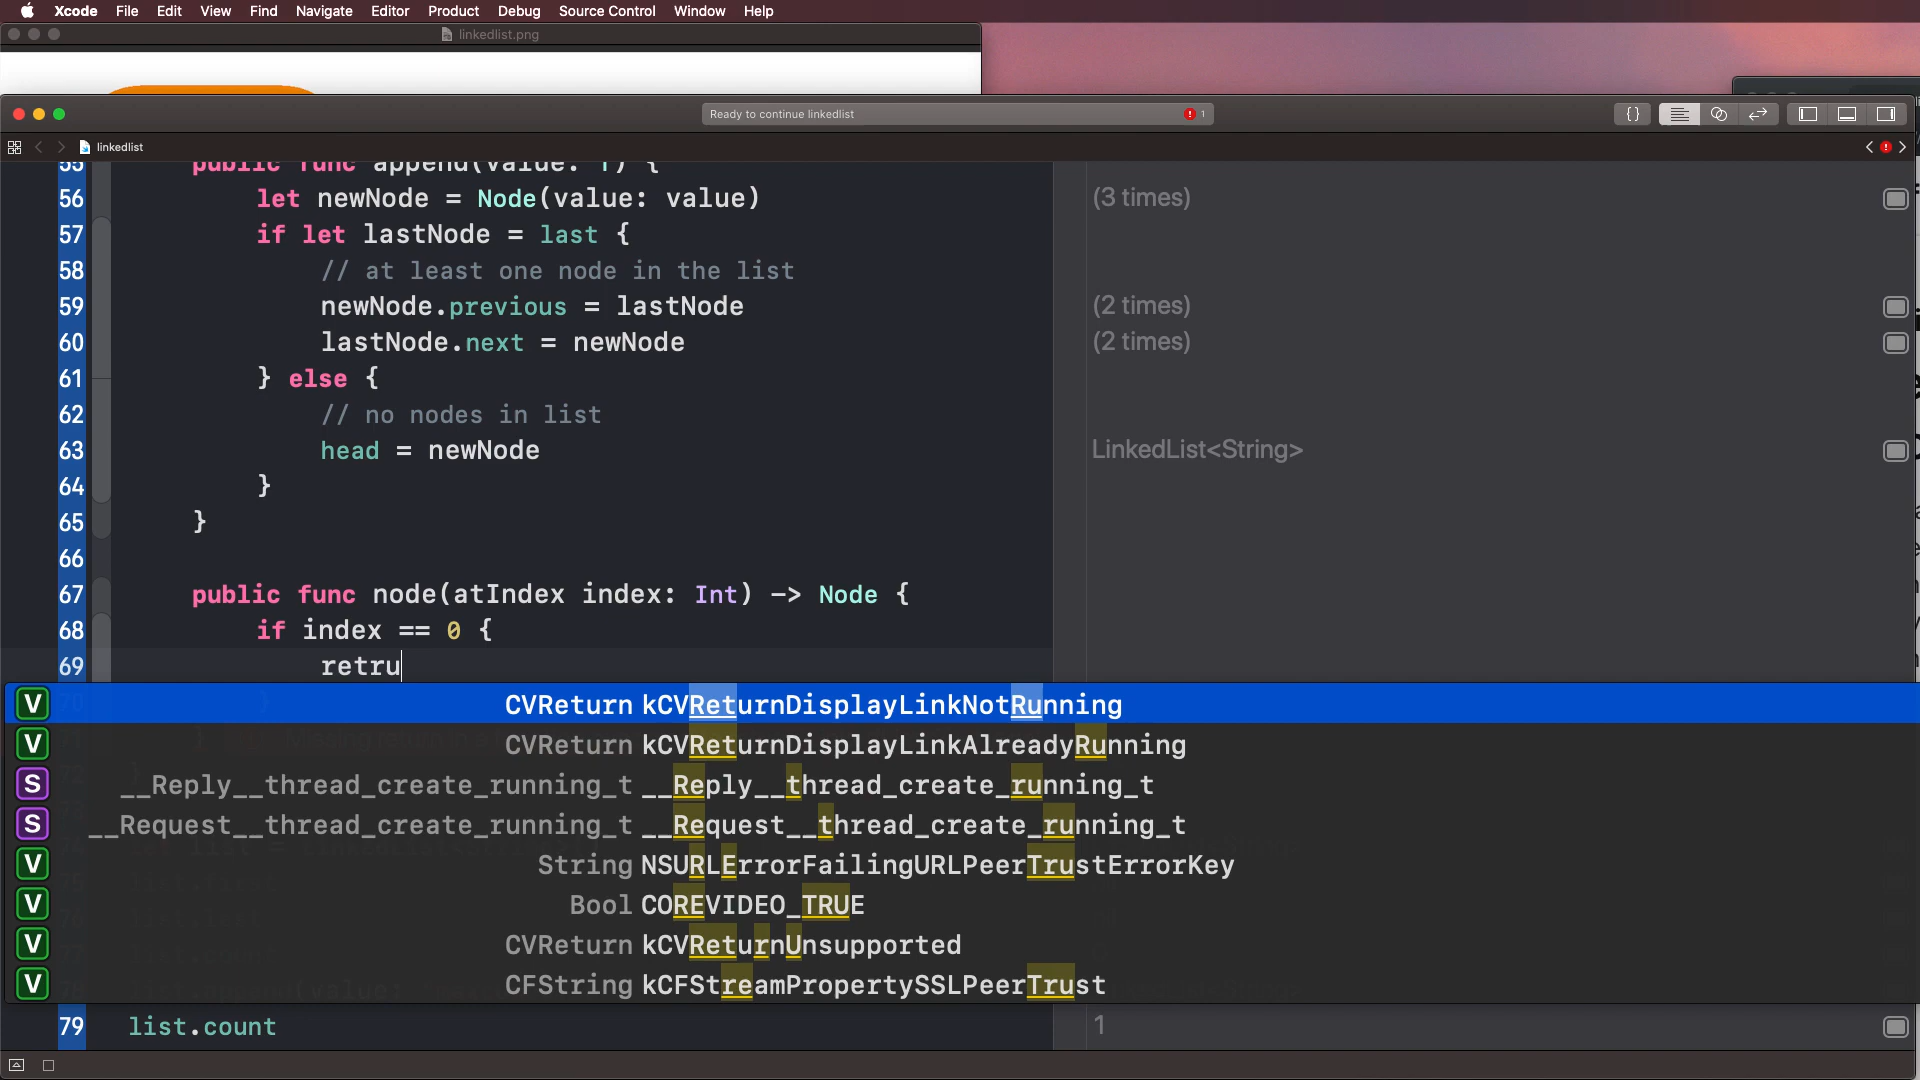 Xcode File Edit View Find Navigate Editor Product Debug Source Control Window Help
linkedlist.png
Ready to continue linkedlist 1
{}
linkedlist
55 public func append(value: T) {
56 let newNode = Node(value: value) (3 times)
57 if let lastNode = last {
58 // at least one node in the list
59 newNode.previous = lastNode (2 times)
60 lastNode.next = newNode (2 times)
61 } else {
62 // no nodes in list
63 head = newNode LinkedList<String>
64 }
65 }
66
67 public func node(atIndex index: Int) -> Node {
68 if index == 0 {
69 retru
V CVReturn kCVReturnDisplayLinkNotRunning
V CVReturn kCVReturnDisplayLinkAlreadyRunning
S __Reply__thread_create_running_t __Reply__thread_create_running_t
S __Request__thread_create_running_t __Request__thread_create_running_t
V String NSURLErrorFailingURLPeerTrustErrorKey
V Bool COREVIDEO_TRUE
V CVReturn kCVReturnUnsupported
V CFString kCFStreamPropertySSLPeerTrust
79 list.count 1